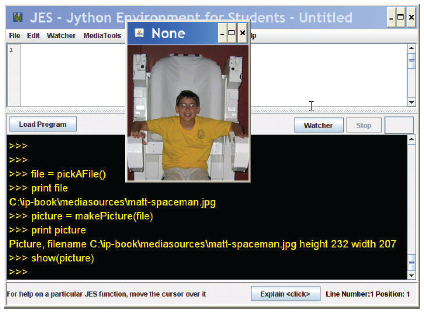 JES - Jython Environment for Students - Untitled
None
File Edit Watcher MediaTools
lp
1
Load Program
Watcher
Stop
>>>
>>>
>>> file = pickAFile()
>>> print file
C:\ip-book\mediasources\matt-spaceman.jpg
>>> picture = makePicture(file)
>>> print picture
Picture, filename C:\ip-book\mediasources\matt-spaceman.jpg height 232 width 207
>>> show(picture)
>>>
For help on a particular JES function, move the cursor over it
Explain <click>
Line Number:1 Position: 1